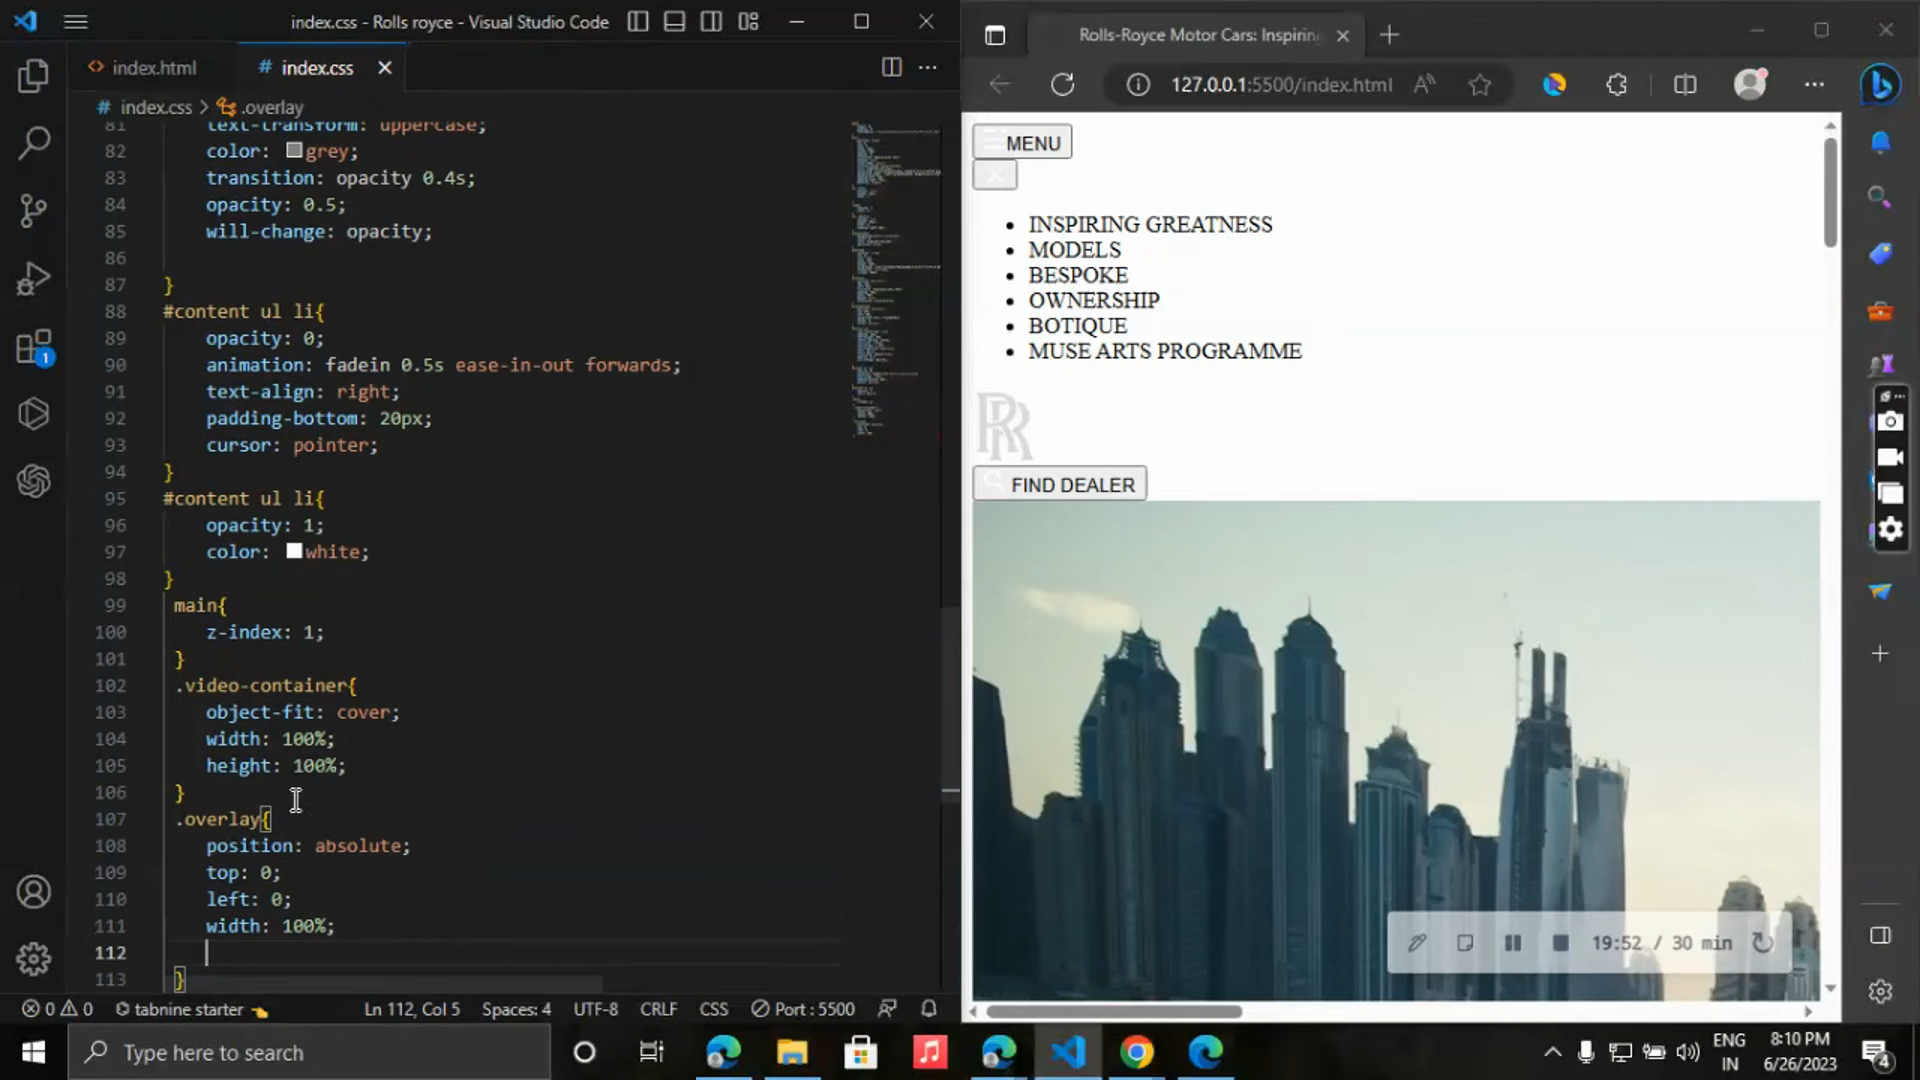 index.css - Rolls royce - Visual Studio Code
index.html
# index.css
# index.css > .overlay
81 text-transform: uppercase;
82 color: grey;
83 transition: opacity 0.4s;
84 opacity: 0.5;
85 will-change: opacity;
86
87 }
88 #content ul li{
89 opacity: 0;
90 animation: fadein 0.5s ease-in-out forwards;
91 text-align: right;
92 padding-bottom: 20px;
93 cursor: pointer;
94 }
95 #content ul li{
96 opacity: 1;
97 color: white;
98 }
99 main{
100 z-index: 1;
101 }
102 .video-container{
103 object-fit: cover;
104 width: 100%;
105 height: 100%;
106 }
107 .overlay{
108 position: absolute;
109 top: 0;
110 left: 0;
111 width: 100%;
112
113 }
1
0 0 tabnine starter Ln 112, Col 5 Spaces: 4 UTF-8 CRLF CSS Port : 5500
Rolls-Royce Motor Cars: Inspiring
127.0.0.1:5500/index.html
MENU
• INSPIRING GREATNESS
• MODELS
• BESPOKE
• OWNERSHIP
• BOTIQUE
• MUSE ARTS PROGRAMME
RR
FIND DEALER
19:52 / 30 min
Type here to search
ENG
IN
8:10 PM
6/26/2023
4